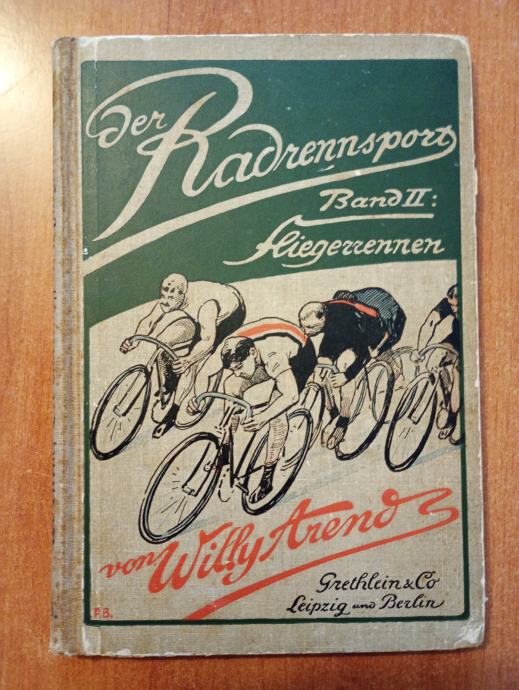 der
Radrennsport
Band II:
Fliegerrennen
von Willy Arend
Grethlein & Co
Leipzig und Berlin
P.B.